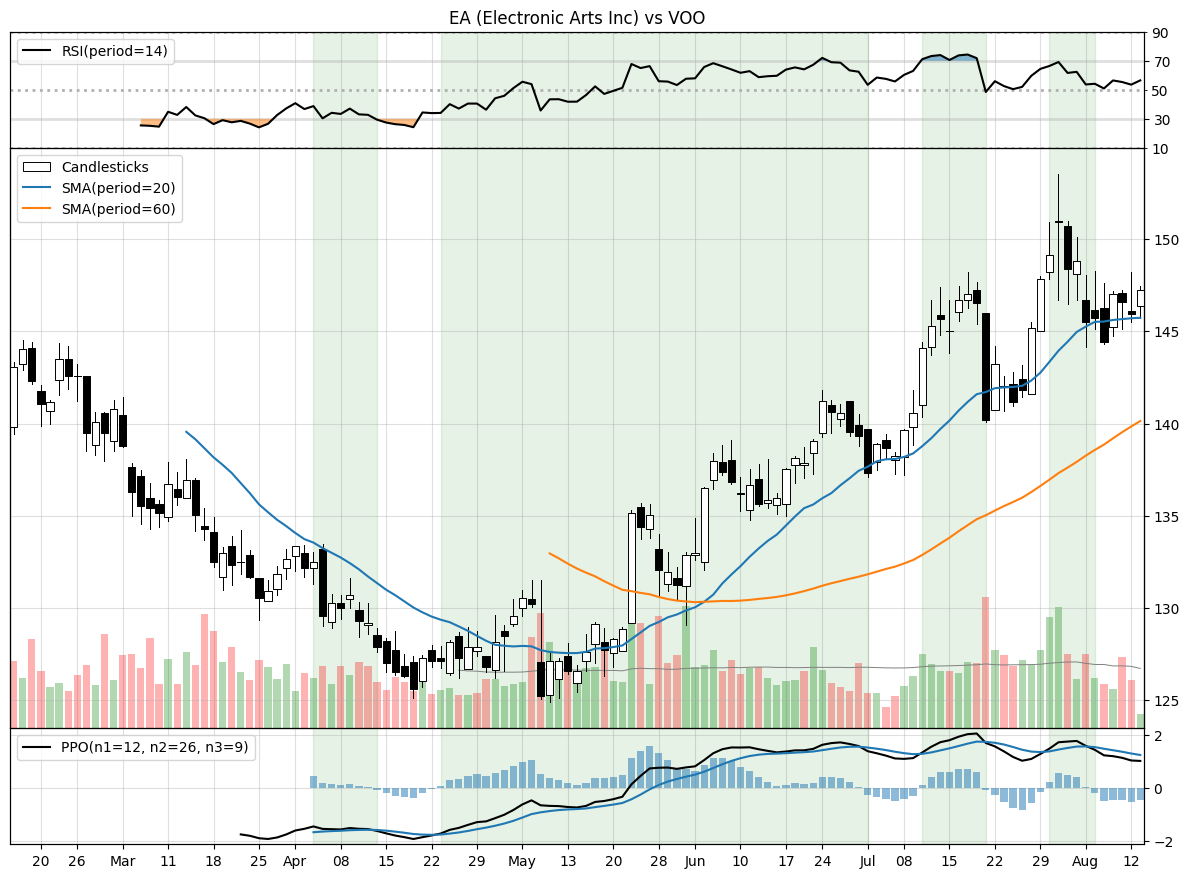 EA (Electronic Arts Inc) vs VOO
RSI(period=14)
90
70
50
30
10
Candlesticks
SMA(period=20)
SMA(period=60)
150
145
140
135
130
125
PPO(n1=12, n2=26, n3=9)
2
0
−2
20 26 Mar 11 18 25 Apr 08 15 22 29 May 13 20 28 Jun 10 17 24 Jul 08 15 22 29 Aug 12